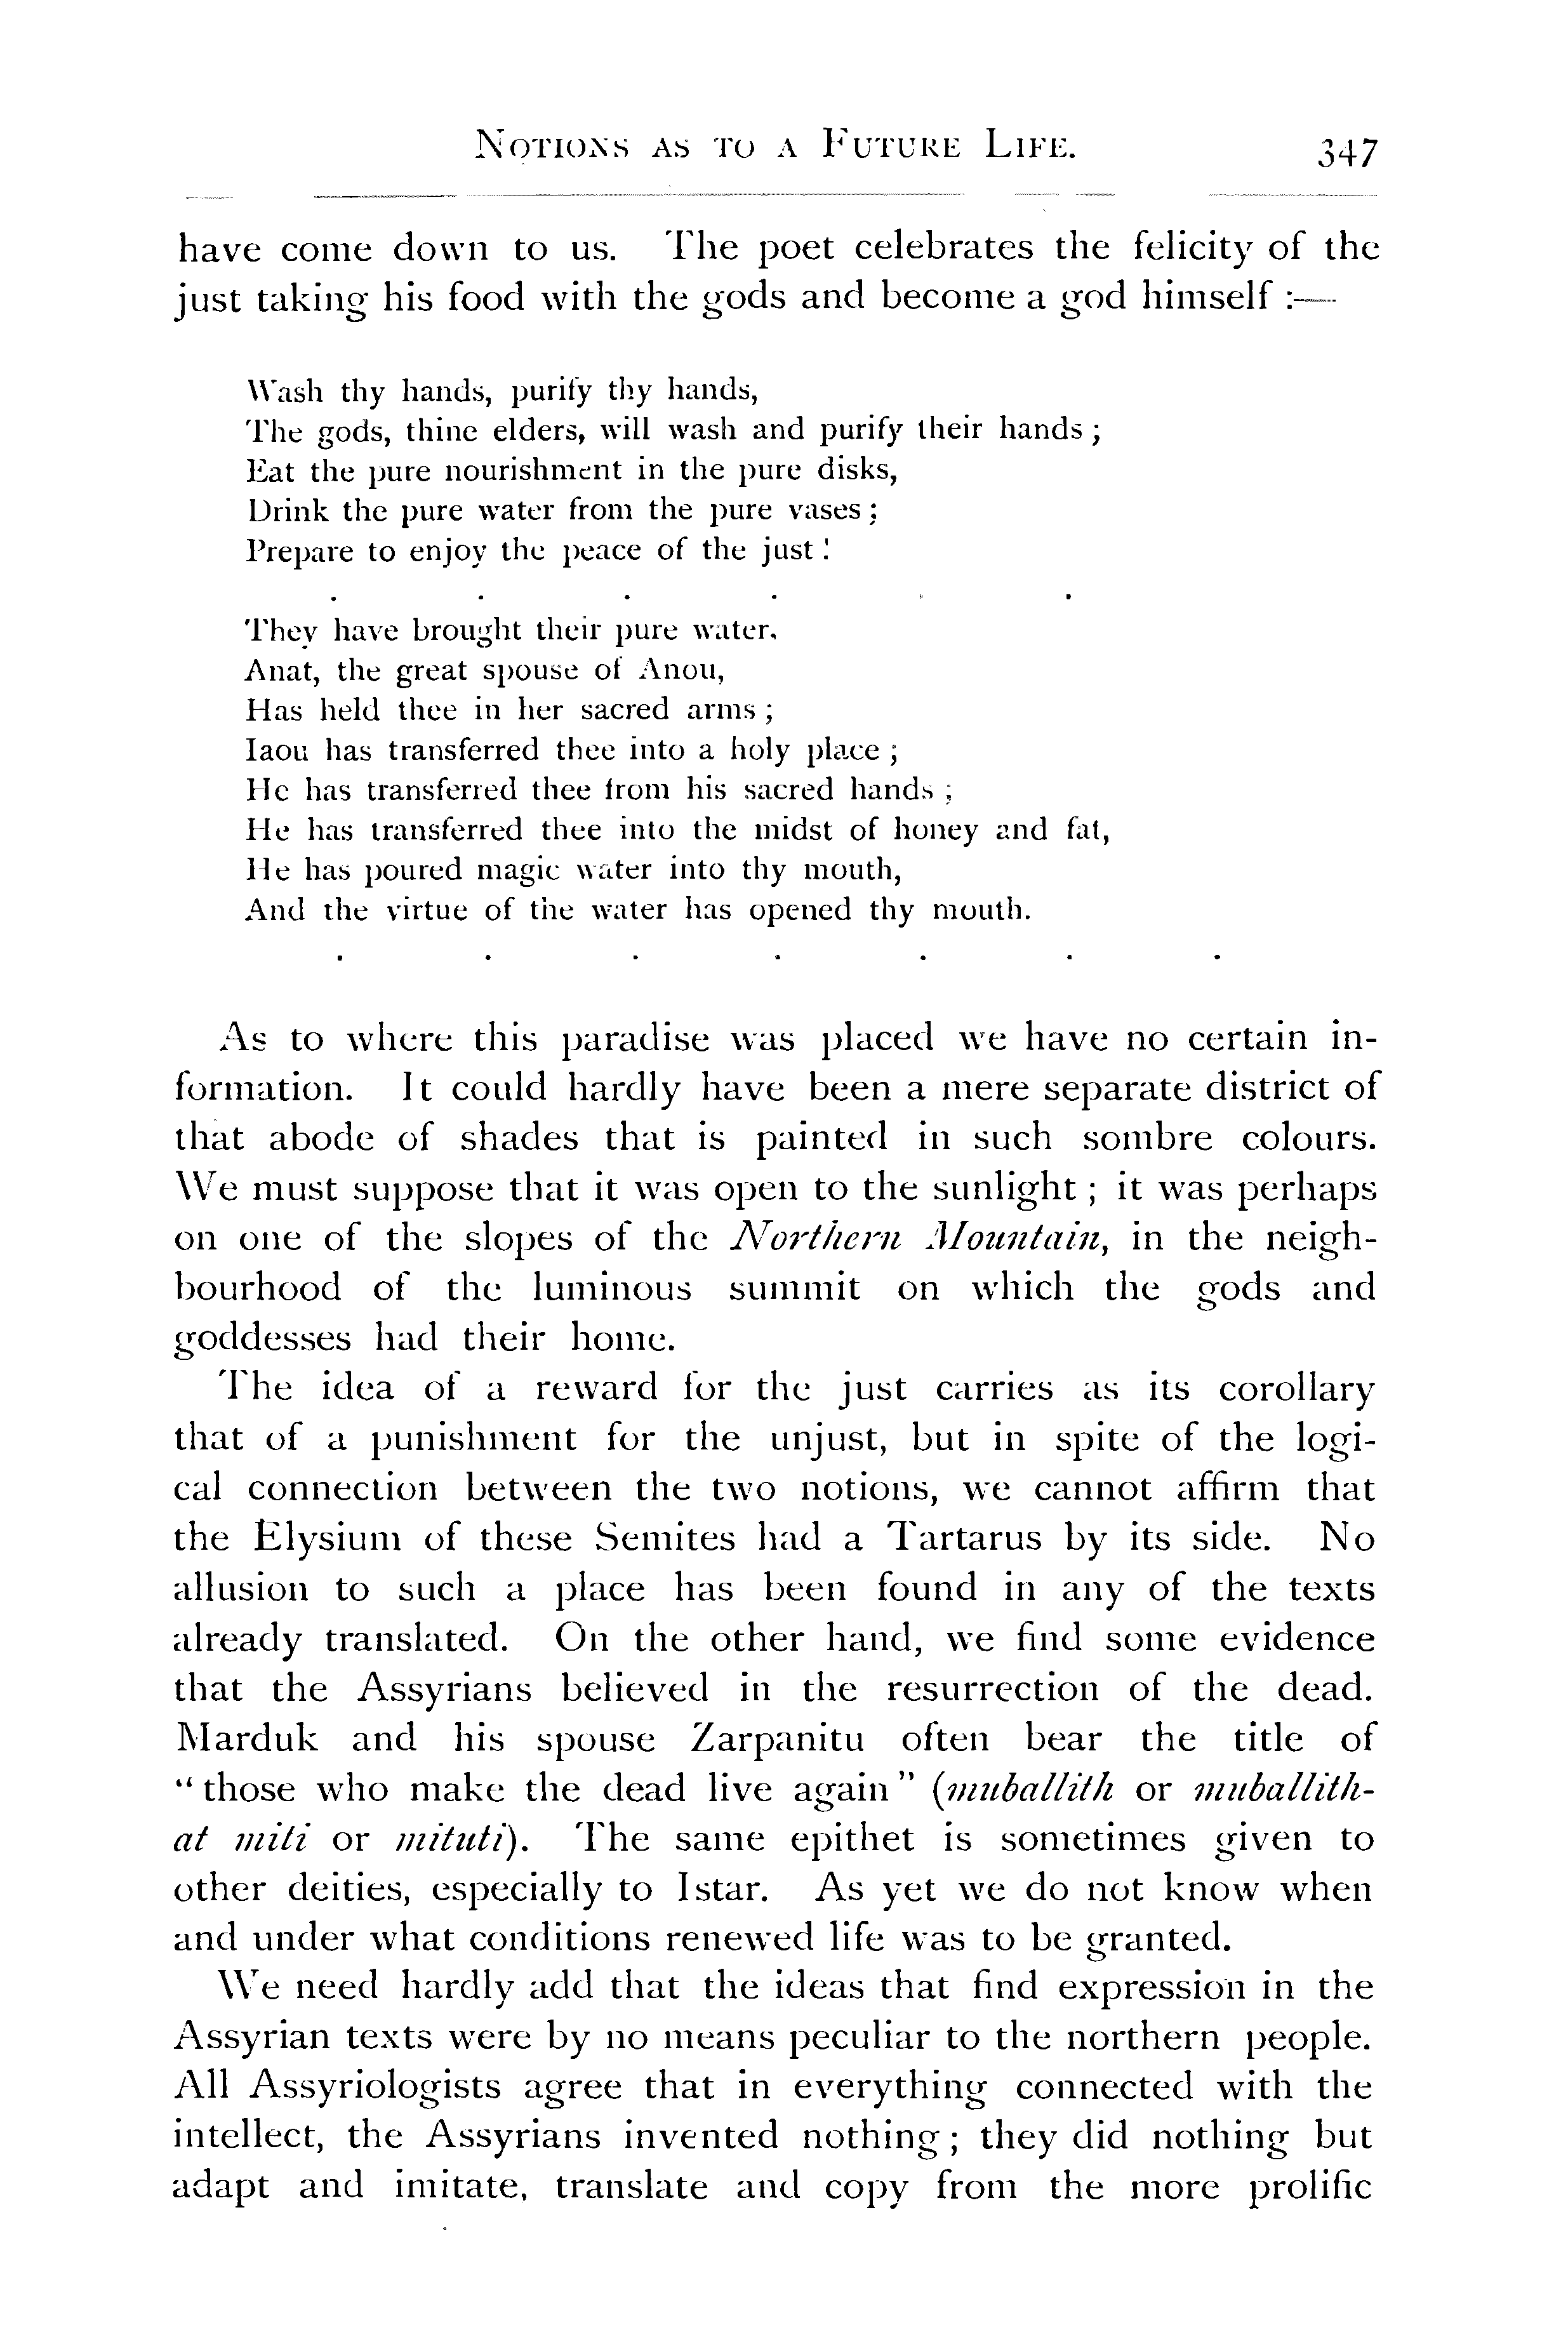 NOTIONS AS TO A FUTURE LIFE. 347
have come down to us. The poet celebrates the felicity of the
just taking his food with the gods and become a god himself :—
Wash thy hands, purify thy hands,
The gods, thine elders, will wash and purify their hands ;
Eat the pure nourishment in the pure disks,
Drink the pure water from the pure vases ;
Prepare to enjoy the peace of the just !
. . . . . .
They have brought their pure water,
Anat, the great spouse of Anou,
Has held thee in her sacred arms ;
Iaou has transferred thee into a holy place ;
He has transferred thee from his sacred hands ;
He has transferred thee into the midst of honey and fat,
He has poured magic water into thy mouth,
And the virtue of the water has opened thy mouth.
. . . . . . .
As to where this paradise was placed we have no certain in-
formation. It could hardly have been a mere separate district of
that abode of shades that is painted in such sombre colours.
We must suppose that it was open to the sunlight ; it was perhaps
on one of the slopes of the Northern Mountain, in the neigh-
bourhood of the luminous summit on which the gods and
goddesses had their home.
The idea of a reward for the just carries as its corollary
that of a punishment for the unjust, but in spite of the logi-
cal connection between the two notions, we cannot affirm that
the Elysium of these Semites had a Tartarus by its side. No
allusion to such a place has been found in any of the texts
already translated. On the other hand, we find some evidence
that the Assyrians believed in the resurrection of the dead.
Marduk and his spouse Zarpanitu often bear the title of
“ those who make the dead live again ” (muballith or muballith-
at miti or mituti). The same epithet is sometimes given to
other deities, especially to Istar. As yet we do not know when
and under what conditions renewed life was to be granted.
We need hardly add that the ideas that find expression in the
Assyrian texts were by no means peculiar to the northern people.
All Assyriologists agree that in everything connected with the
intellect, the Assyrians invented nothing ; they did nothing but
adapt and imitate, translate and copy from the more prolific